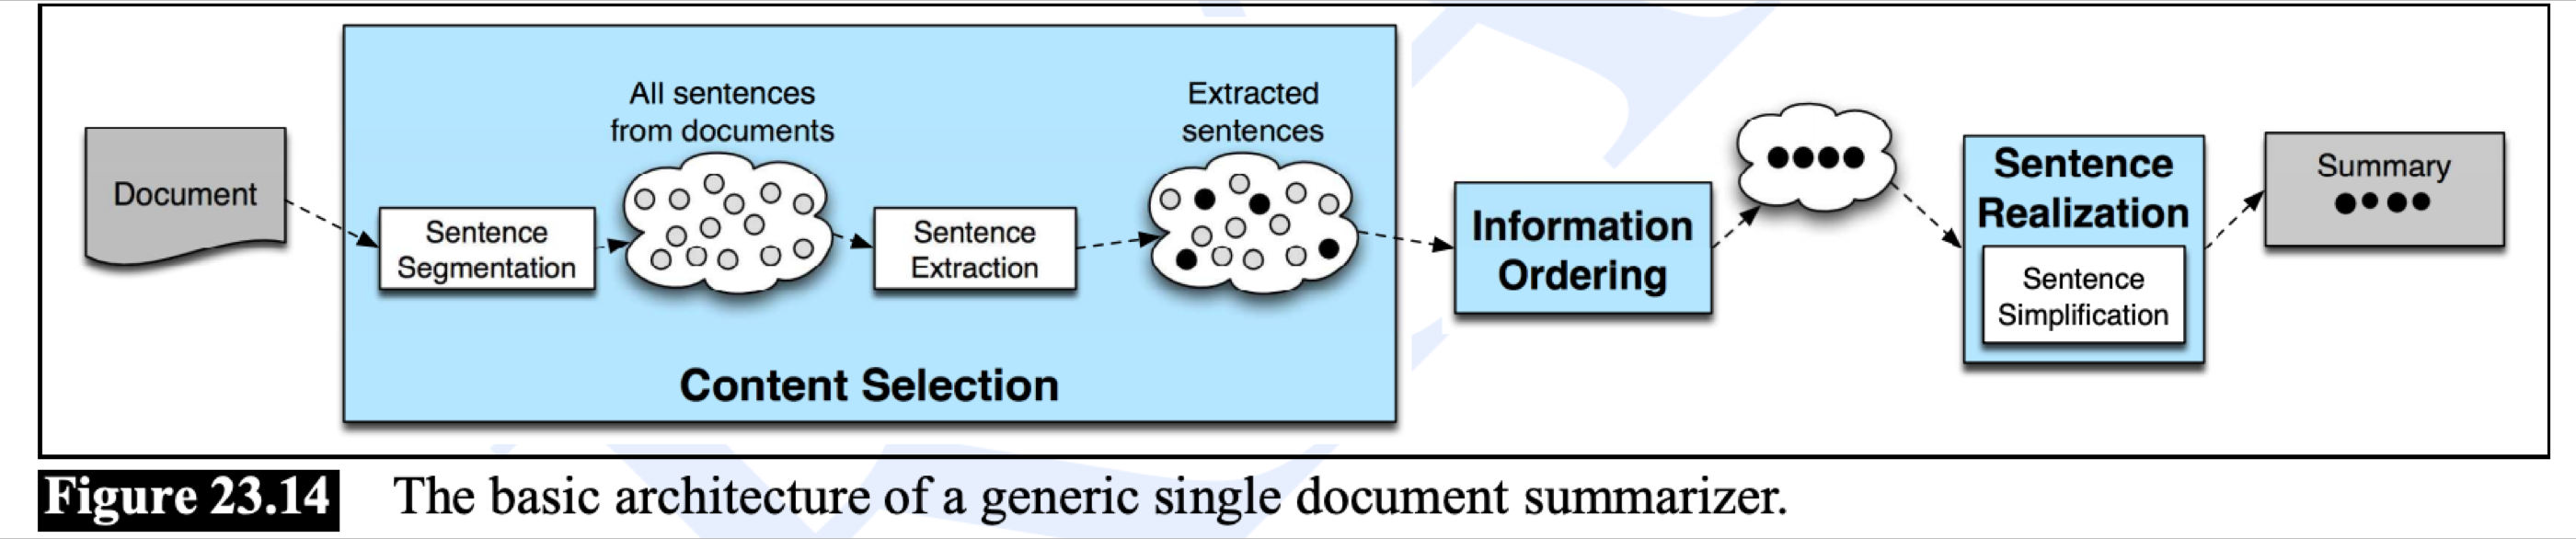 Document
Sentence
Segmentation
All sentences
from documents
Sentence
Extraction
Extracted
sentences
Content Selection
Information
Ordering
Sentence
Realization
Sentence
Simplification
Summary
Figure 23.14 The basic architecture of a generic single document summarizer.